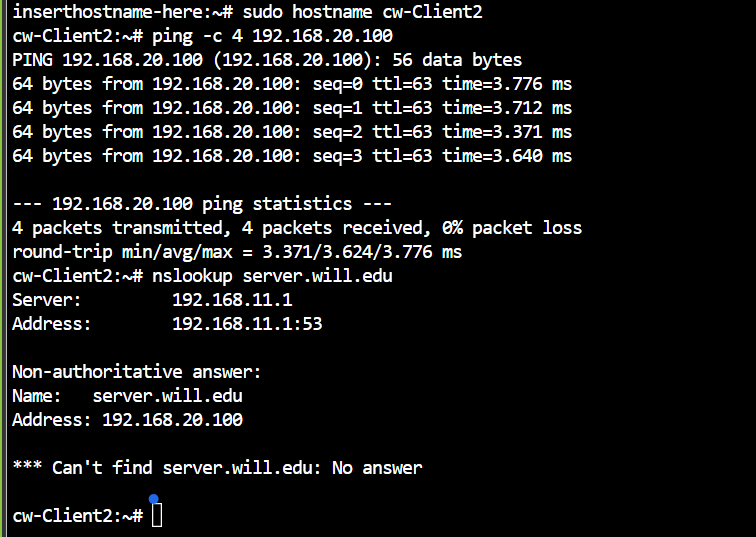 inserthostname-here:~# sudo hostname cw-Client2
cw-Client2:~# ping -c 4 192.168.20.100
PING 192.168.20.100 (192.168.20.100): 56 data bytes
64 bytes from 192.168.20.100: seq=0 ttl=63 time=3.776 ms
64 bytes from 192.168.20.100: seq=1 ttl=63 time=3.712 ms
64 bytes from 192.168.20.100: seq=2 ttl=63 time=3.371 ms
64 bytes from 192.168.20.100: seq=3 ttl=63 time=3.640 ms
--- 192.168.20.100 ping statistics ---
4 packets transmitted, 4 packets received, 0% packet loss
round-trip min/avg/max = 3.371/3.624/3.776 ms
cw-Client2:~# nslookup server.will.edu
Server:         192.168.11.1
Address:        192.168.11.1:53
Non-authoritative answer:
Name:   server.will.edu
Address: 192.168.20.100
*** Can't find server.will.edu: No answer
cw-Client2:~#